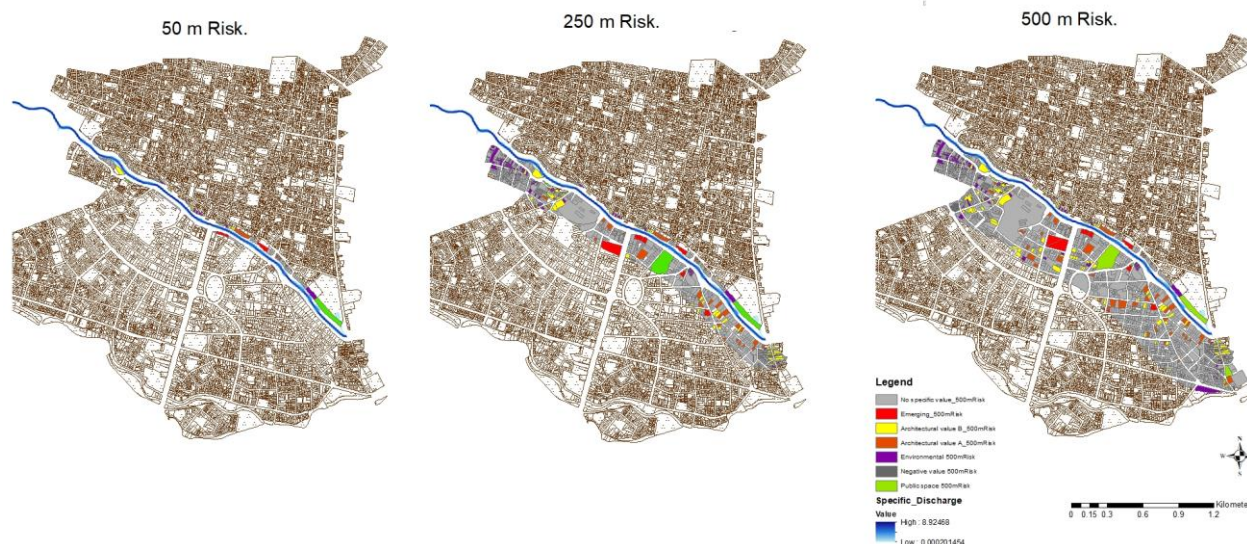 50 m Risk.
250 m Risk.
500 m Risk.
Legend
No specific value_500mRisk
Emerging_500mRisk
Architectural value B_500mRisk
Architectural value A_500mRisk
Environmental 500mRisk
Negative value 500mRisk
Public space 500mRisk
Specific_Discharge
Value
High : 8.92468
Low : 0.000201454
N
W
0 0.15 0.3 0.6 0.9 1.2
Kilomete